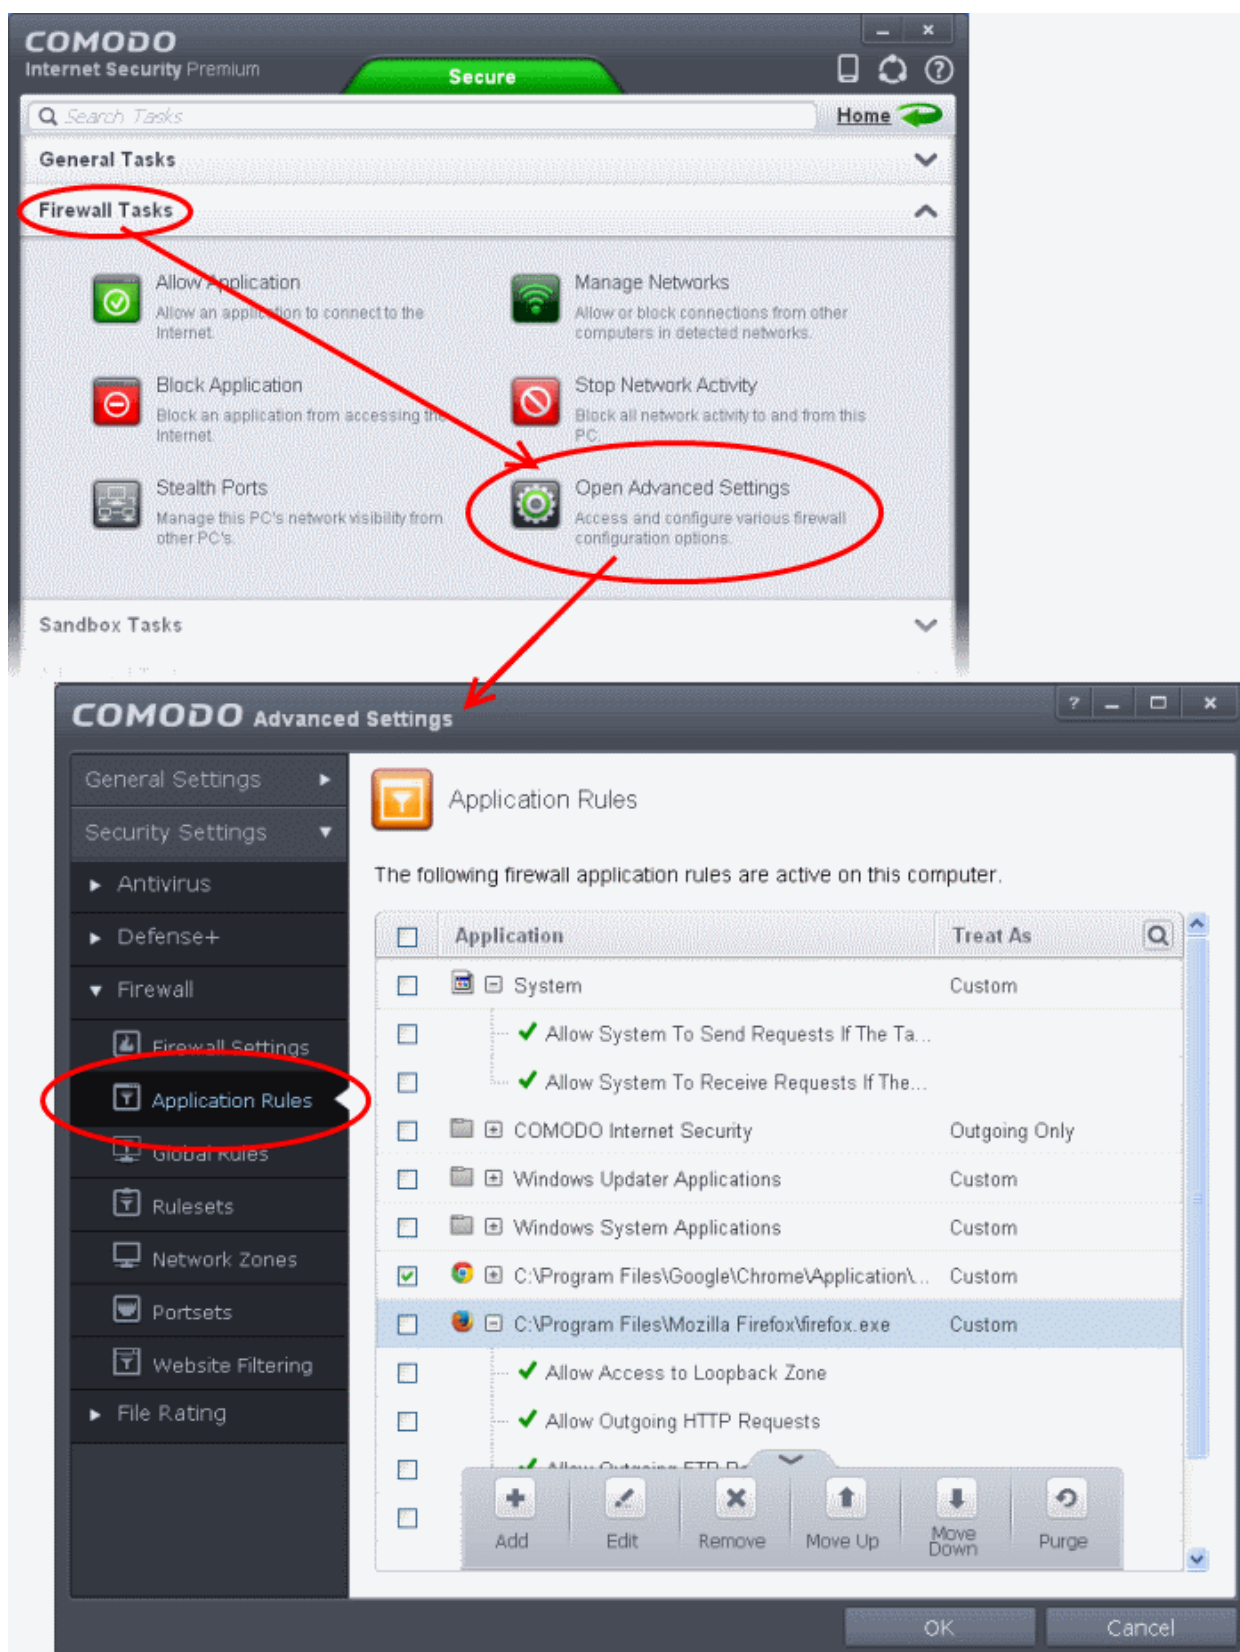 COMODO
Internet Security Premium
Secure
Search Tasks
Home
General Tasks
Firewall Tasks
Allow Application
Allow an application to connect to the
Internet.
Manage Networks
Allow or block connections from other
computers in detected networks.
Block Application
Block an application from accessing the
Internet.
Stop Network Activity
Block all network activity to and from this
PC.
Stealth Ports
Manage this PC's network visibility from
other PC's.
Open Advanced Settings
Access and configure various firewall
configuration options.
Sandbox Tasks
COMODO Advanced Settings
General Settings
Security Settings
Antivirus
Defense+
Firewall
Firewall Settings
Application Rules
Global Rules
Rulesets
Network Zones
Portsets
Website Filtering
File Rating
Application Rules
The following firewall application rules are active on this computer.
Application Treat As
System Custom
Allow System To Send Requests If The Ta...
Allow System To Receive Requests If The...
COMODO Internet Security Outgoing Only
Windows Updater Applications Custom
Windows System Applications Custom
C:\Program Files\Google\Chrome\Application\... Custom
C:\Program Files\Mozilla Firefox\firefox.exe Custom
Allow Access to Loopback Zone
Allow Outgoing HTTP Requests
Allow Outgoing FTP
Add Edit Remove Move Up Move Down Purge
OK Cancel